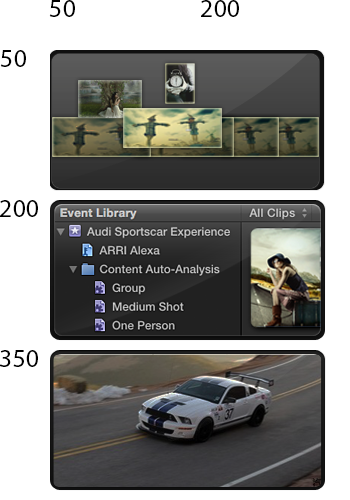 50 200
50
200
Event Library All Clips
Audi Sportscar Experience
ARRI Alexa
Content Auto-Analysis
Group
Medium Shot
One Person
350
37